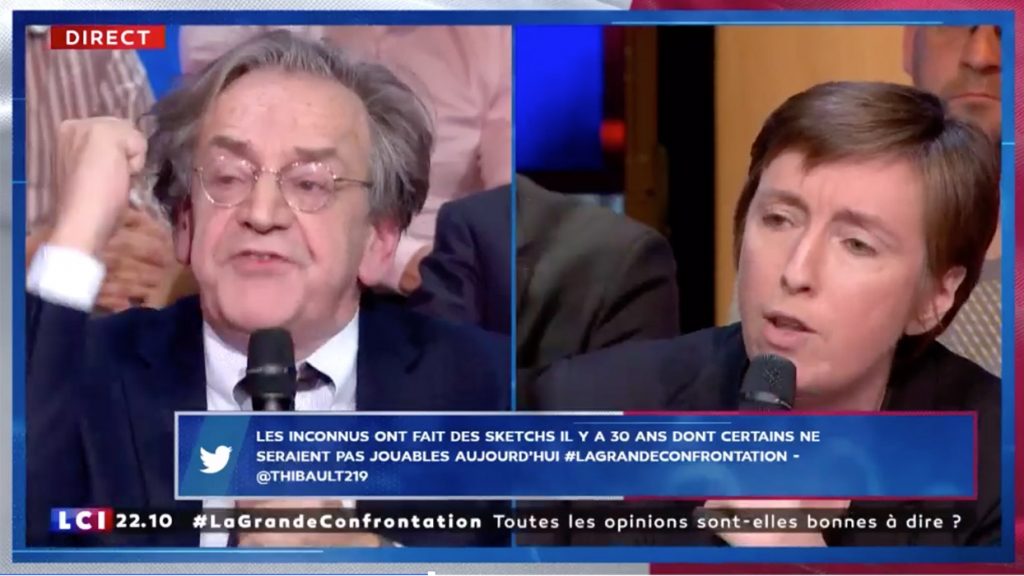 DIRECT
LES INCONNUS ONT FAIT DES SKETCHS IL Y A 30 ANS DONT CERTAINS NE
SERAIENT PAS JOUABLES AUJOURD'HUI #LAGRANDECONFRONTATION -
@THIBAULT219
LCI 22.10 #LaGrandeConfrontation Toutes les opinions sont-elles bonnes à dire ?